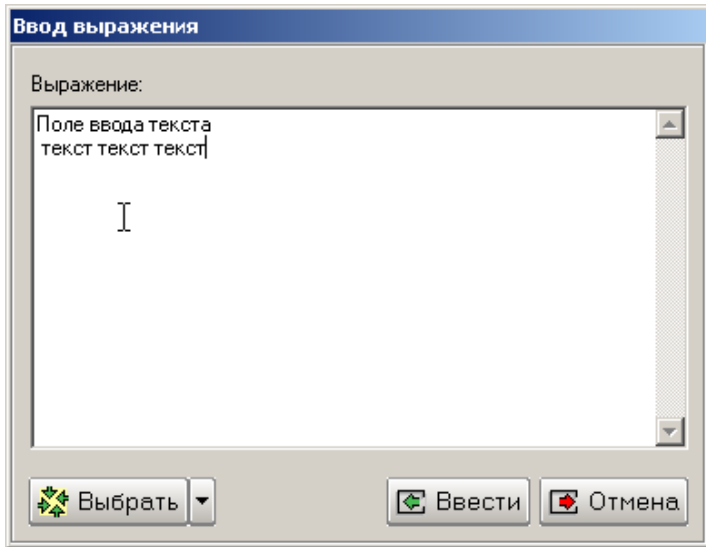 Ввод выражения
Выражение:
Поле ввода текста
текст текст текст
Выбрать Ввести Отмена